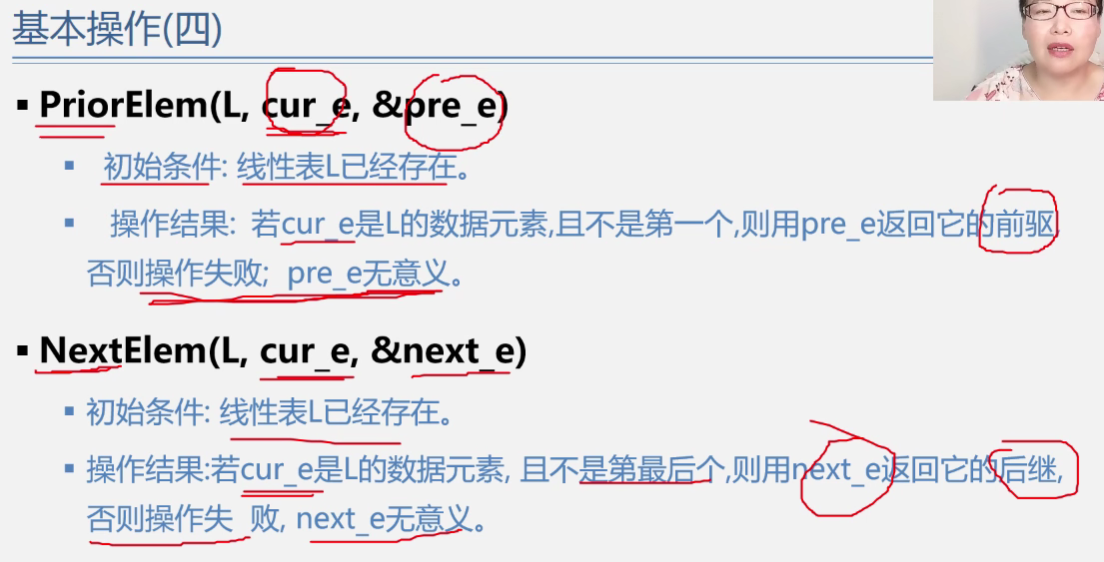 基本操作(四)
▪ PriorElem(L, cur_e, &pre_e)
▪ 初始条件: 线性表L已经存在。
▪ 操作结果: 若cur_e是L的数据元素,且不是第一个,则用pre_e返回它的前驱,
否则操作失败; pre_e无意义。
▪ NextElem(L, cur_e, &next_e)
▪ 初始条件: 线性表L已经存在。
▪ 操作结果:若cur_e是L的数据元素, 且不是第最后个,则用next_e返回它的后继,
否则操作失 败, next_e无意义。